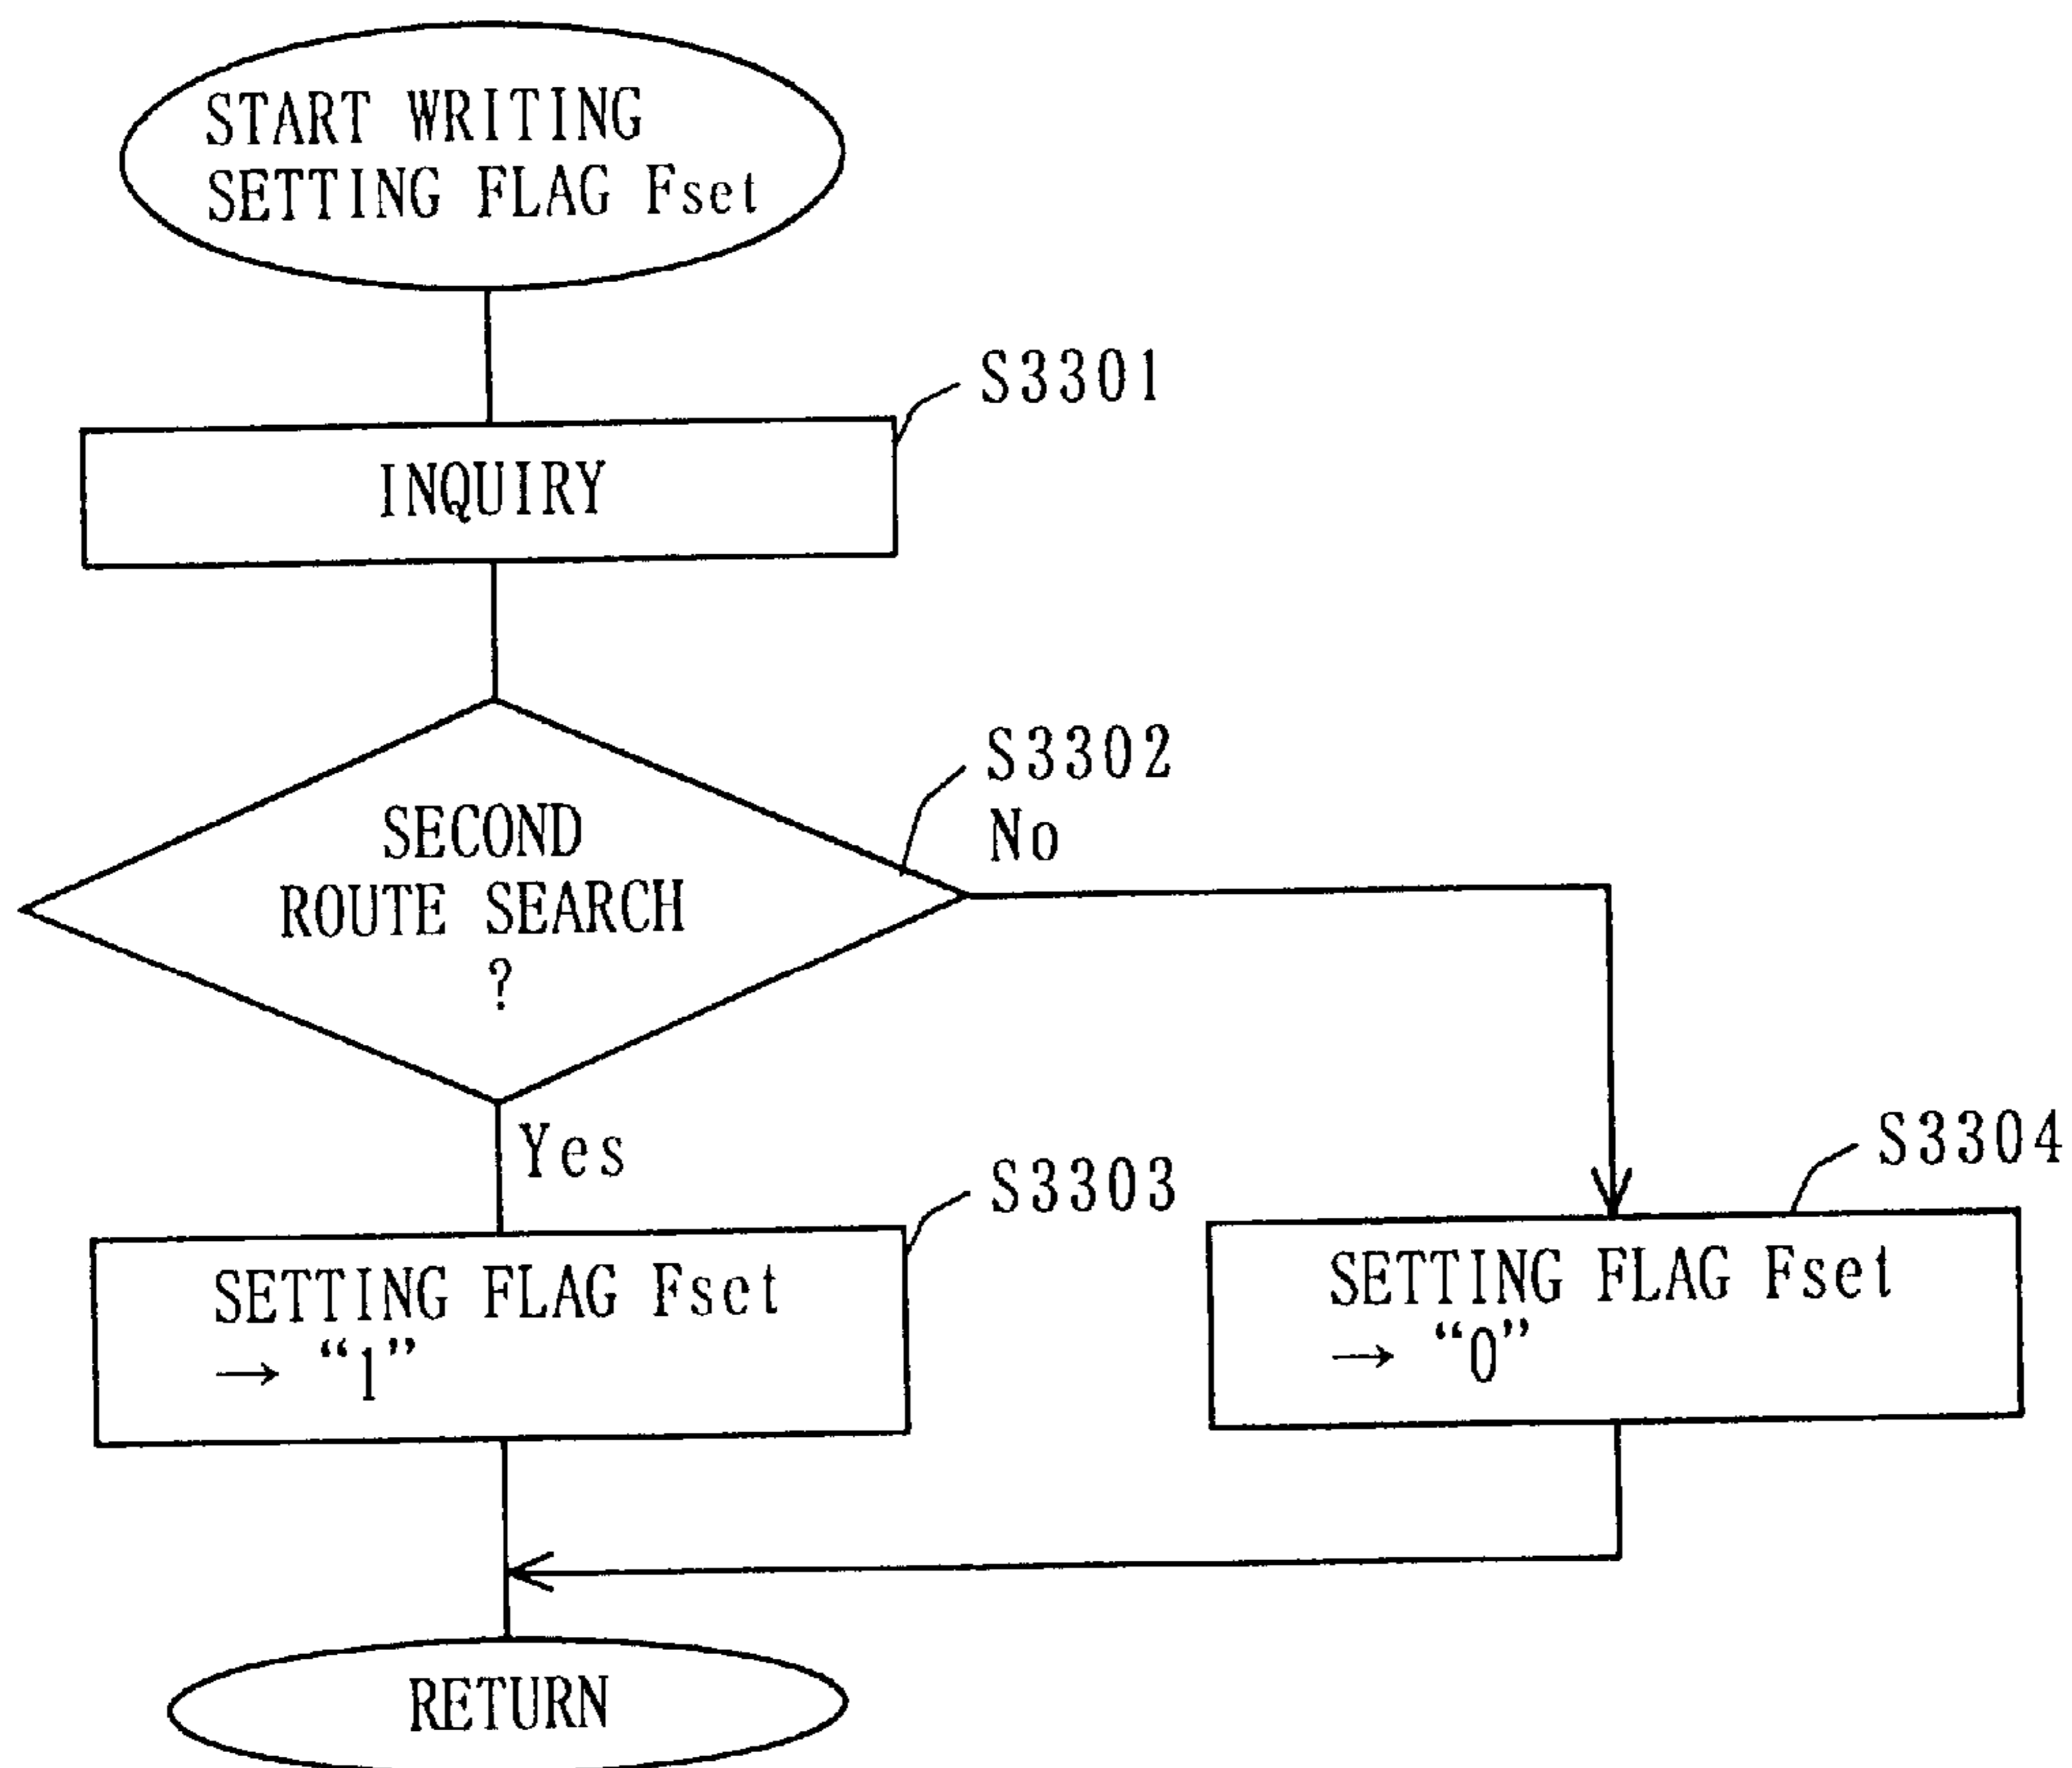 START WRITING
SETTING FLAG Fset
S3301
INQUIRY
S3302
No
SECOND
ROUTE SEARCH
?
Yes
S3303
SETTING FLAG Fset
→ “1”
S3304
SETTING FLAG Fset
→ “0”
RETURN